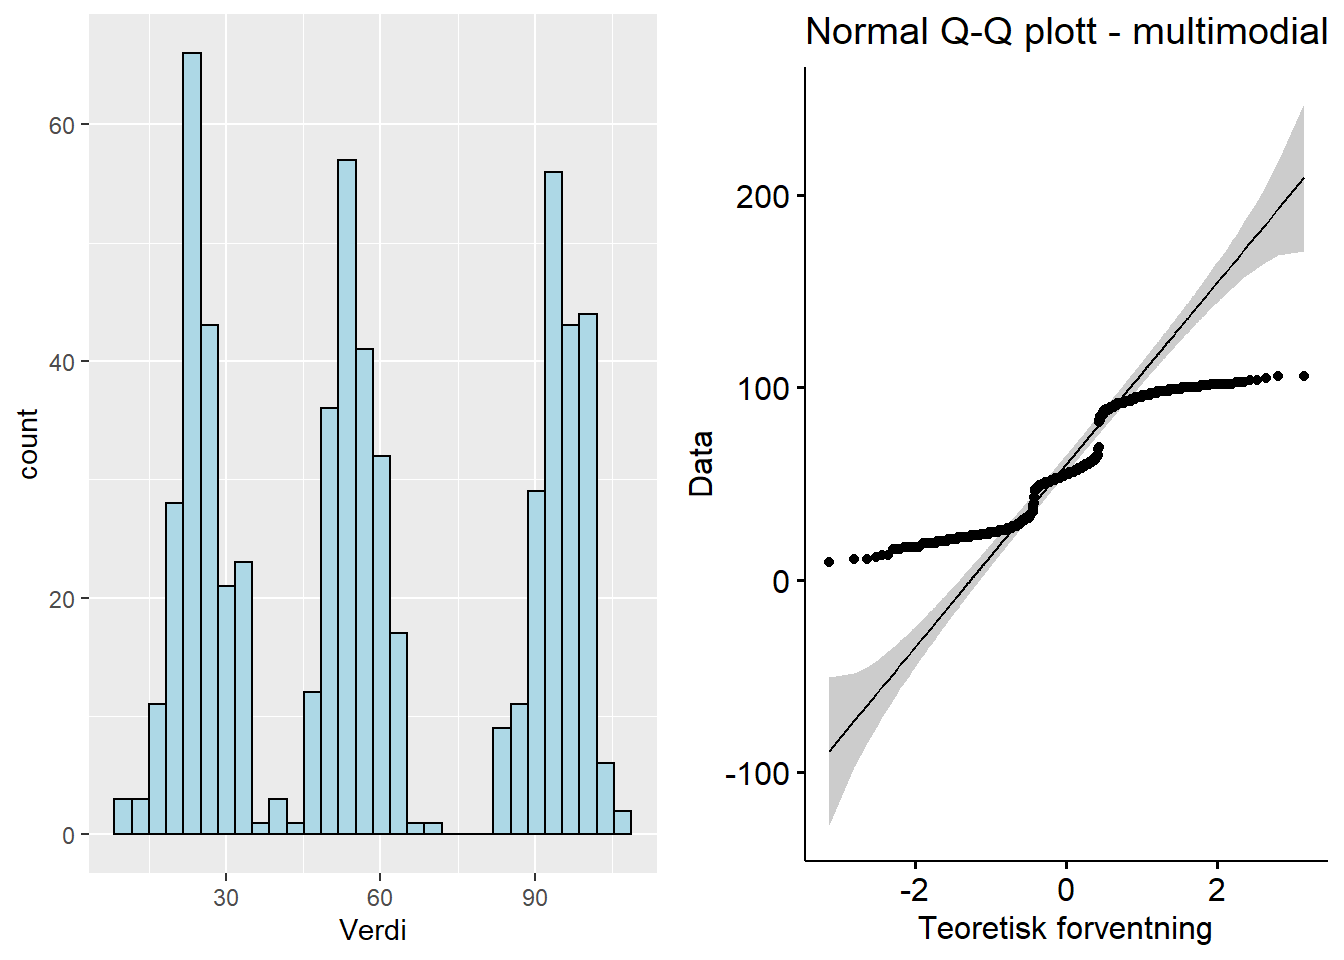 60
40
20
0
count
30 60 90
Verdi
Normal Q-Q plott - multimodial
200
100
0
-100
Data
-2 0 2
Teoretisk forventning